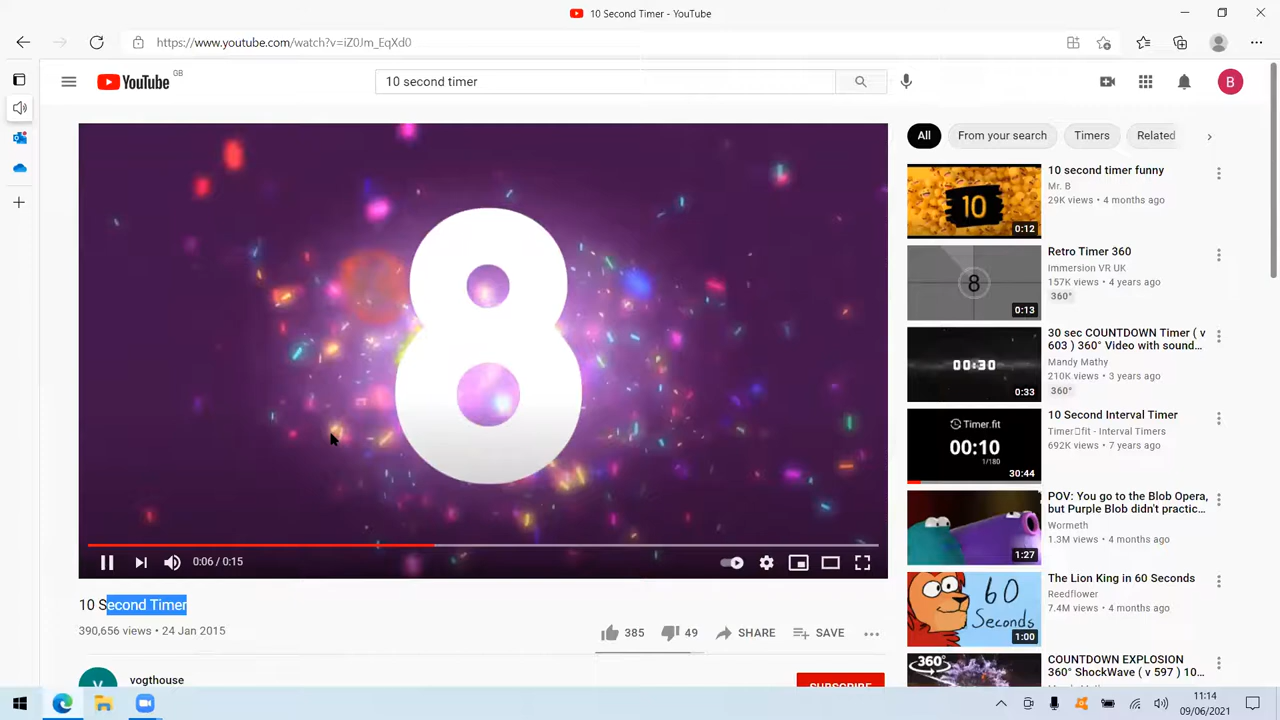 10 Second Timer - YouTube
https://www.youtube.com/watch?v=iZ0Jm_EqXd0
YouTube GB
10 second timer
B
8
0:06 / 0:15
10 Second Timer
390,656 views • 24 Jan 2015
385
49
SHARE
SAVE
V
vogthouse
SUBSCRIBE
All
From your search
Timers
Related
10
0:12
10 second timer funny
Mr. B
29K views • 4 months ago
8
0:13
Retro Timer 360
Immersion VR UK
157K views • 4 years ago
360°
00:30
0:33
30 sec COUNTDOWN Timer ( v
603 ) 360° Video with sound...
Mandy Mathy
210K views • 3 years ago
360°
Timer.fit
00:10
1/180
30:44
10 Second Interval Timer
Timer▯fit - Interval Timers
692K views • 7 years ago
1:27
POV: You go to the Blob Opera,
but Purple Blob didn't practic...
Wormeth
1.3M views • 4 months ago
60
Seconds
1:00
The Lion King in 60 Seconds
Reedflower
7.4M views • 4 months ago
360°
COUNTDOWN EXPLOSION
360° ShockWave ( v 597 ) 10...
11:14
09/06/2021